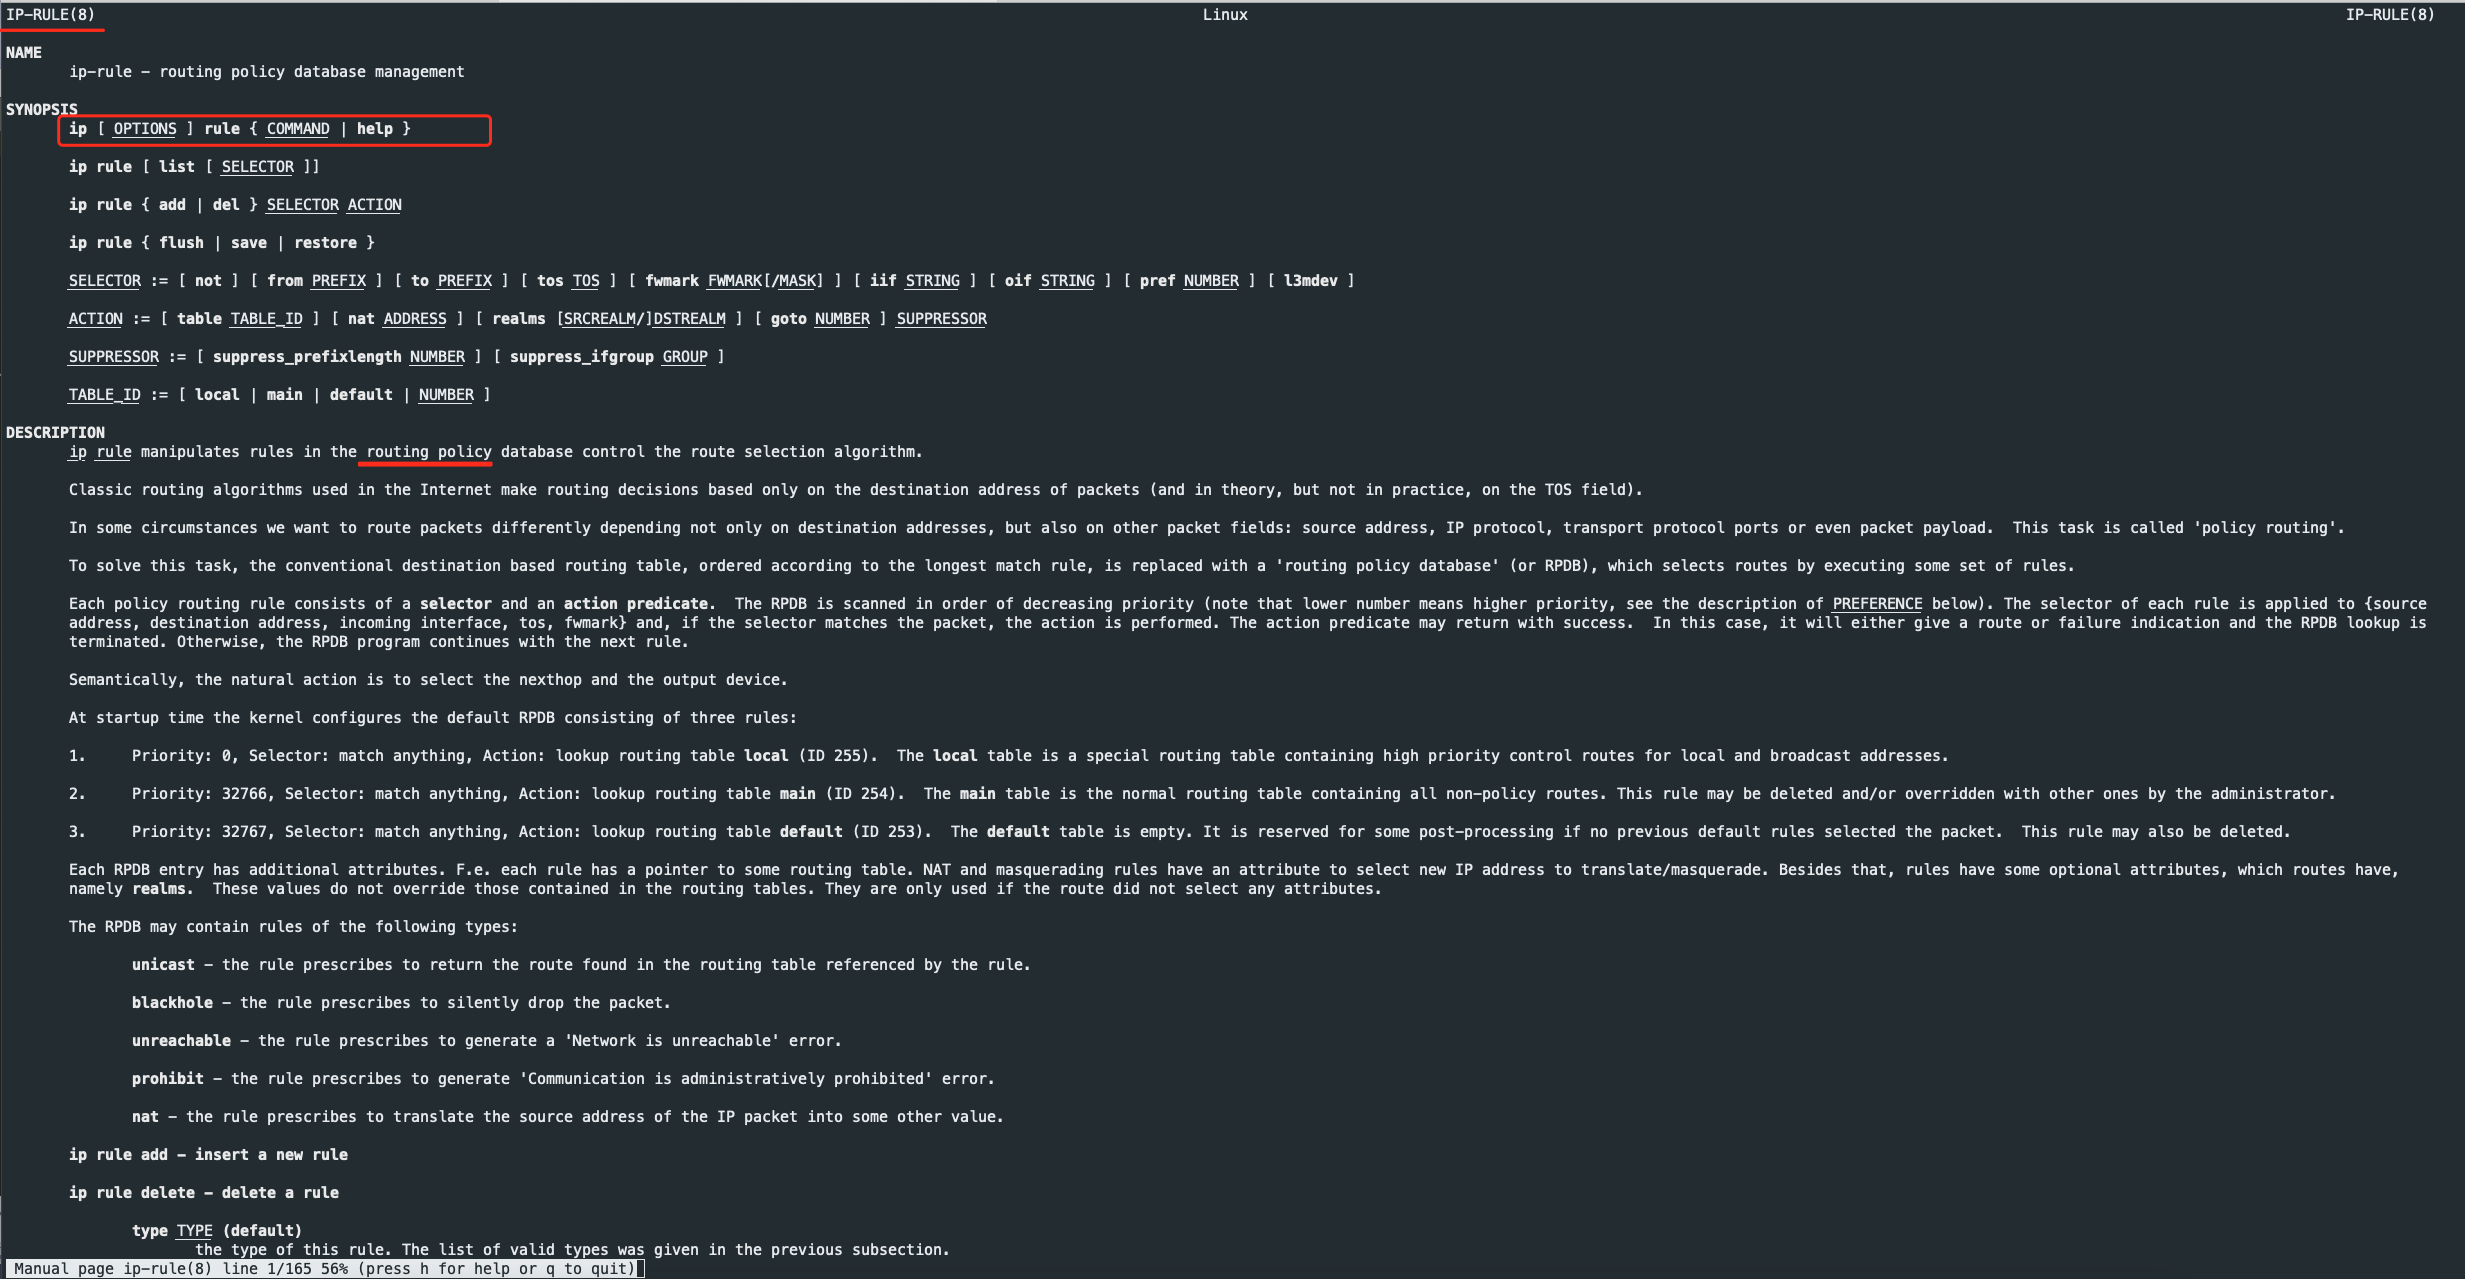 IP-RULE(8) Linux IP-RULE(8)
NAME
ip-rule - routing policy database management
SYNOPSIS
ip [ OPTIONS ] rule { COMMAND | help }
ip rule [ list [ SELECTOR ]]
ip rule { add | del } SELECTOR ACTION
ip rule { flush | save | restore }
SELECTOR := [ not ] [ from PREFIX ] [ to PREFIX ] [ tos TOS ] [ fwmark FWMARK[/MASK] ] [ iif STRING ] [ oif STRING ] [ pref NUMBER ] [ l3mdev ]
ACTION := [ table TABLE_ID ] [ nat ADDRESS ] [ realms [SRCREALM/]DSTREALM ] [ goto NUMBER ] SUPPRESSOR
SUPPRESSOR := [ suppress_prefixlength NUMBER ] [ suppress_ifgroup GROUP ]
TABLE_ID := [ local | main | default | NUMBER ]
DESCRIPTION
ip rule manipulates rules in the routing policy database control the route selection algorithm.
Classic routing algorithms used in the Internet make routing decisions based only on the destination address of packets (and in theory, but not in practice, on the TOS field).
In some circumstances we want to route packets differently depending not only on destination addresses, but also on other packet fields: source address, IP protocol, transport protocol ports or even packet payload.  This task is called 'policy routing'.
To solve this task, the conventional destination based routing table, ordered according to the longest match rule, is replaced with a 'routing policy database' (or RPDB), which selects routes by executing some set of rules.
Each policy routing rule consists of a selector and an action predicate.  The RPDB is scanned in order of decreasing priority (note that lower number means higher priority, see the description of PREFERENCE below). The selector of each rule is applied to {source
address, destination address, incoming interface, tos, fwmark} and, if the selector matches the packet, the action is performed. The action predicate may return with success.  In this case, it will either give a route or failure indication and the RPDB lookup is
terminated. Otherwise, the RPDB program continues with the next rule.
Semantically, the natural action is to select the nexthop and the output device.
At startup time the kernel configures the default RPDB consisting of three rules:
1.     Priority: 0, Selector: match anything, Action: lookup routing table local (ID 255).  The local table is a special routing table containing high priority control routes for local and broadcast addresses.
2.     Priority: 32766, Selector: match anything, Action: lookup routing table main (ID 254).  The main table is the normal routing table containing all non-policy routes. This rule may be deleted and/or overridden with other ones by the administrator.
3.     Priority: 32767, Selector: match anything, Action: lookup routing table default (ID 253).  The default table is empty. It is reserved for some post-processing if no previous default rules selected the packet.  This rule may also be deleted.
Each RPDB entry has additional attributes. F.e. each rule has a pointer to some routing table. NAT and masquerading rules have an attribute to select new IP address to translate/masquerade. Besides that, rules have some optional attributes, which routes have,
namely realms.  These values do not override those contained in the routing tables. They are only used if the route did not select any attributes.
The RPDB may contain rules of the following types:
unicast - the rule prescribes to return the route found in the routing table referenced by the rule.
blackhole - the rule prescribes to silently drop the packet.
unreachable - the rule prescribes to generate a 'Network is unreachable' error.
prohibit - the rule prescribes to generate 'Communication is administratively prohibited' error.
nat - the rule prescribes to translate the source address of the IP packet into some other value.
ip rule add - insert a new rule
ip rule delete - delete a rule
type TYPE (default)
the type of this rule. The list of valid types was given in the previous subsection.
Manual page ip-rule(8) line 1/165 56% (press h for help or q to quit)